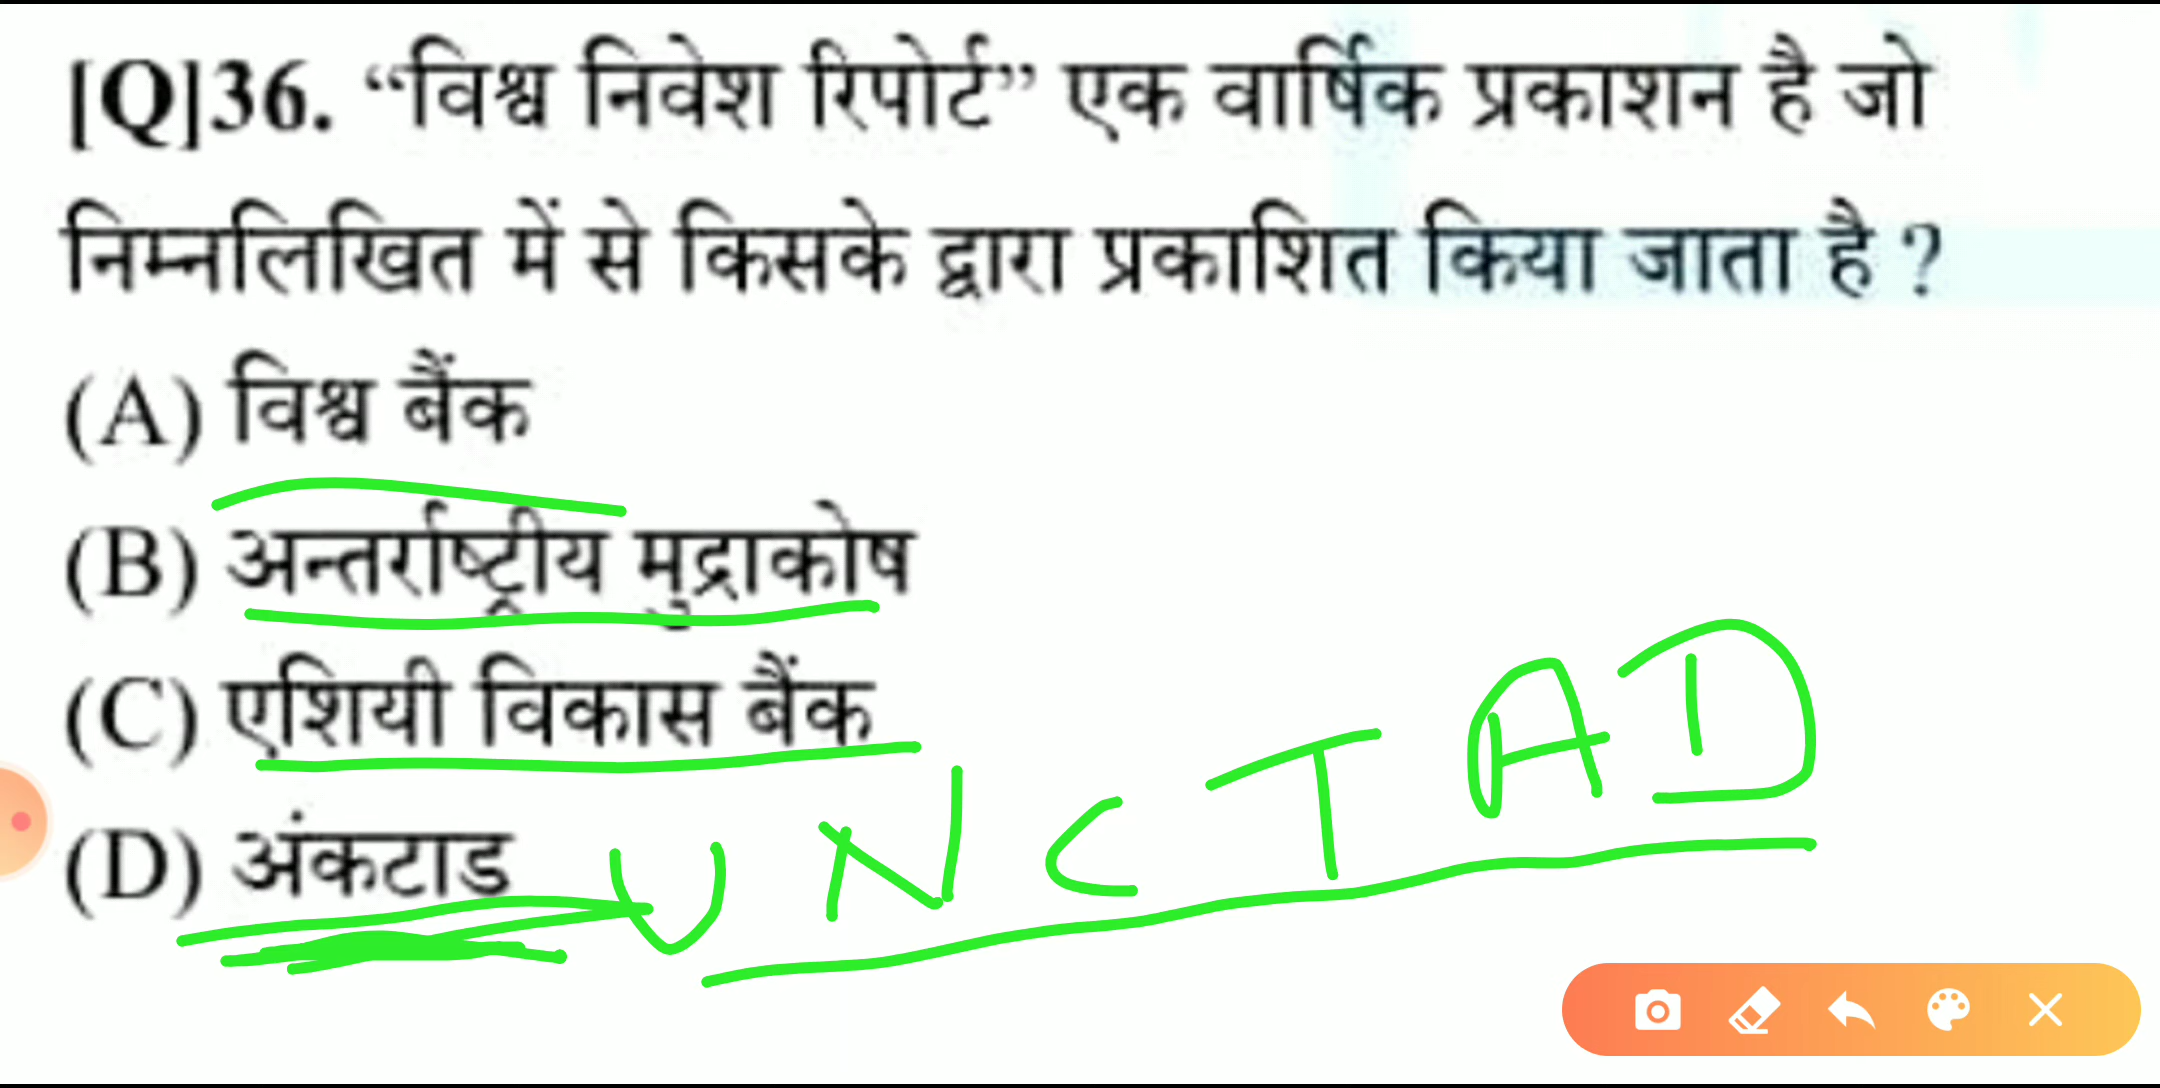 [Q]36. “विश्व निवेश रिपोर्ट” एक वार्षिक प्रकाशन है जो
निम्नलिखित में से किसके द्वारा प्रकाशित किया जाता है ?
(A) विश्व बैंक
(B) अन्तर्राष्ट्रीय मुद्राकोष
(C) एशियी विकास बैंक
(D) अंकटाड UNCTAD